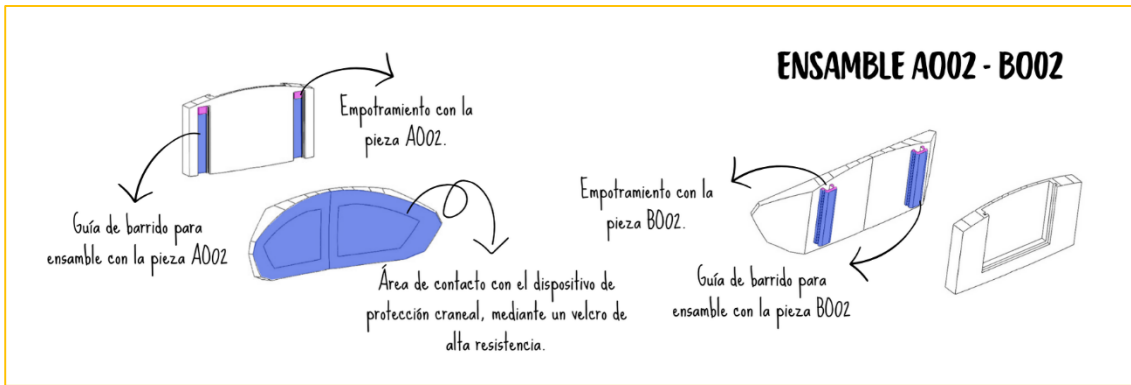 ENSAMBLE A002 - B002
Empotramiento con la
pieza A002.
Guía de barrido para
ensamble con la pieza A002
Área de contacto con el dispositivo de
protección craneal, mediante un velcro de
alta resistencia.
Empotramiento con la
pieza B002.
Guía de barrido para
ensamble con la pieza B002